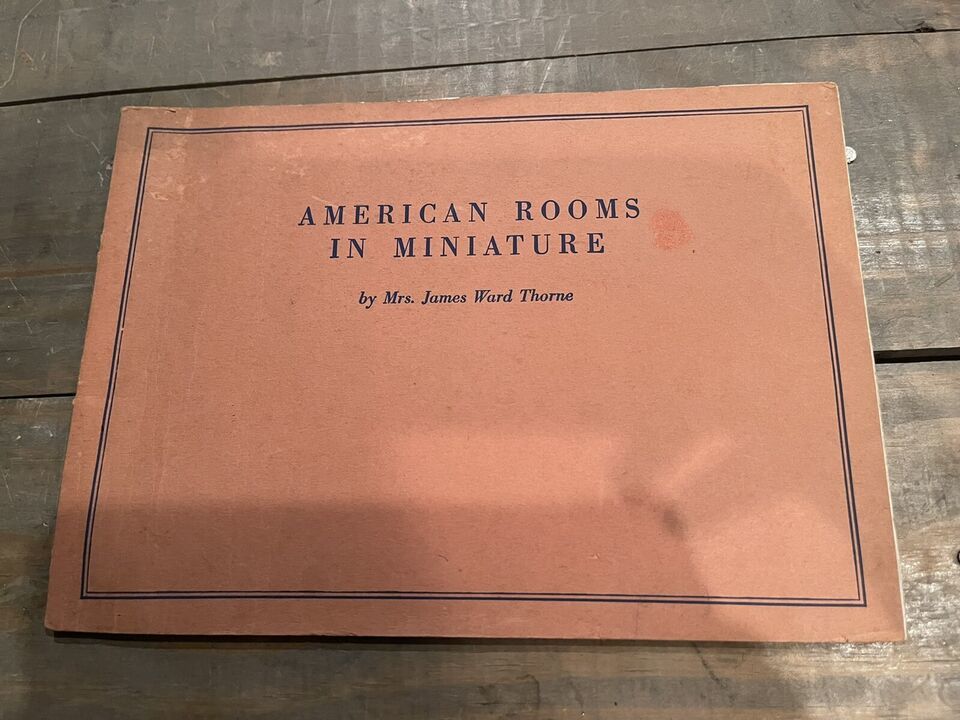 AMERICAN ROOMS
IN MINIATURE
by Mrs. James Ward Thorne